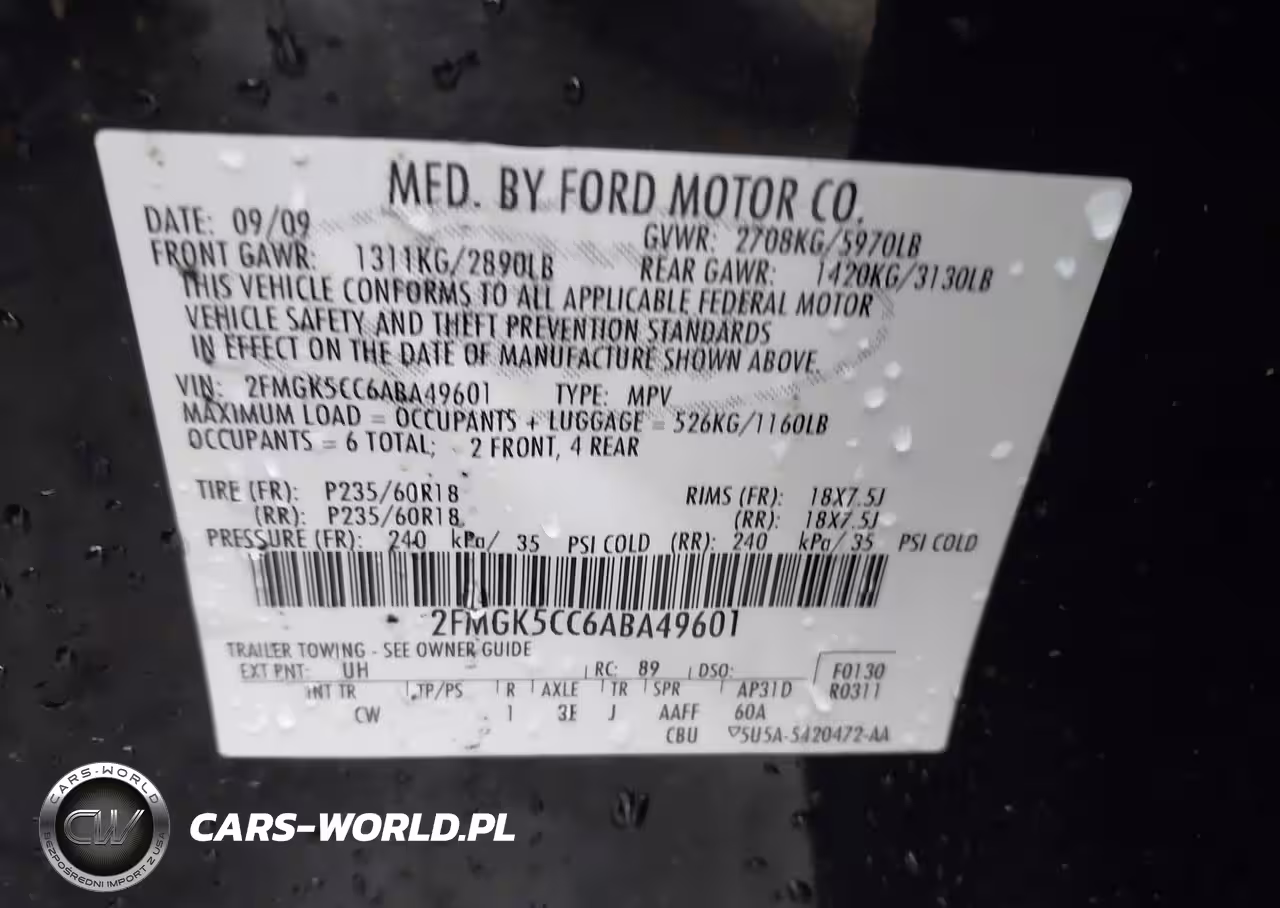 MFD. BY FORD MOTOR CO.
DATE: 09/09 GVWR: 2708KG/5970LB
FRONT GAWR: 1311KG/2890LB REAR GAWR: 1420KG/3130LB
THIS VEHICLE CONFORMS TO ALL APPLICABLE FEDERAL MOTOR
VEHICLE SAFETY AND THEFT PREVENTION STANDARDS
IN EFFECT ON THE DATE OF MANUFACTURE SHOWN ABOVE.
VIN: 2FMGK5CC6ABA49601 TYPE: MPV
MAXIMUM LOAD = OCCUPANTS + LUGGAGE = 526KG/1160LB
OCCUPANTS = 6 TOTAL; 2 FRONT, 4 REAR
TIRE (FR): P235/60R18 RIMS (FR): 18X7.5J
(RR): P235/60R18 (RR): 18X7.5J
PRESSURE (FR): 240 kPa/ 35 PSI COLD (RR): 240 kPa/ 35 PSI COLD
2FMGK5CC6ABA49601
TRAILER TOWING - SEE OWNER GUIDE
EXT PNT: UH RC: 89 DSO: F0130
INT TR TP/PS R AXLE TR SPR AP31D R0311
CW 1 3E J AAFF 60A
CBU 5U5A-5420472-AA
CARS-WORLD
CW
BEZPOŚREDNI IMPORT Z USA
CARS-WORLD.PL